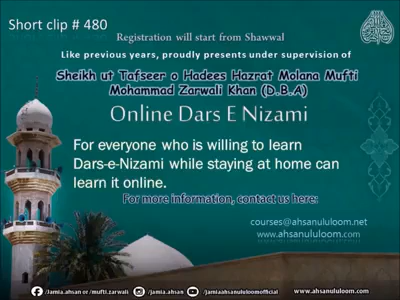 Short clip # 480
Registration will start from Shawwal
Like previous years, proudly presents under supervision of
Sheikh ut Tafseer o Hadees Hazrat Molana Mufti
Mohammad Zarwali Khan (D.B.A)
Online Dars E Nizami
For everyone who is willing to learn
Dars-e-Nizami while staying at home can
learn it online.
For more information, contact us here:
courses@ahsanululoom.net
www.ahsanululoom.com
/Jamia.ahsan or /mufti.zarwali
/jamia.ahsan
/jamiaahsanululoomofficial
www.ahsanululoom.com